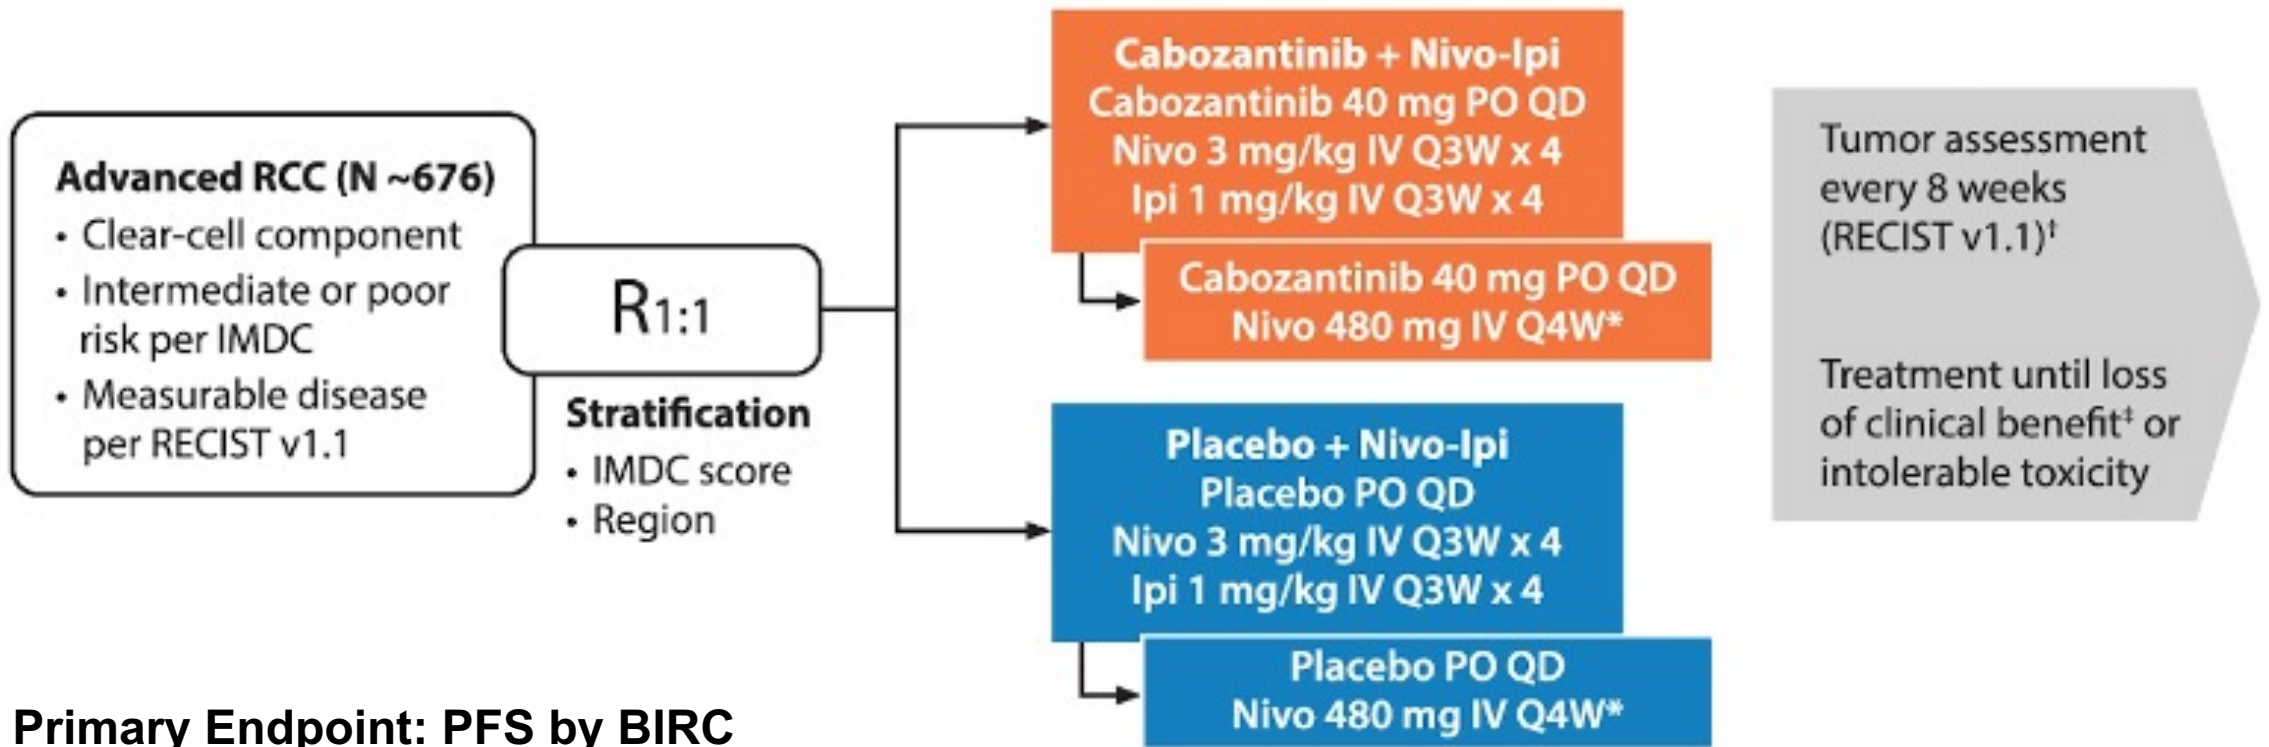 Advanced RCC (N ~676)
• Clear-cell component
• Intermediate or poor
risk per IMDC
• Measurable disease
per RECIST v1.1
R1:1
Stratification
• IMDC score
• Region
Cabozantinib + Nivo-Ipi
Cabozantinib 40 mg PO QD
Nivo 3 mg/kg IV Q3W x 4
Ipi 1 mg/kg IV Q3W x 4
Cabozantinib 40 mg PO QD
Nivo 480 mg IV Q4W*
Placebo + Nivo-Ipi
Placebo PO QD
Nivo 3 mg/kg IV Q3W x 4
Ipi 1 mg/kg IV Q3W x 4
Placebo PO QD
Nivo 480 mg IV Q4W*
Tumor assessment
every 8 weeks
(RECIST v1.1)†
Treatment until loss
of clinical benefit‡ or
intolerable toxicity
Primary Endpoint: PFS by BIRC